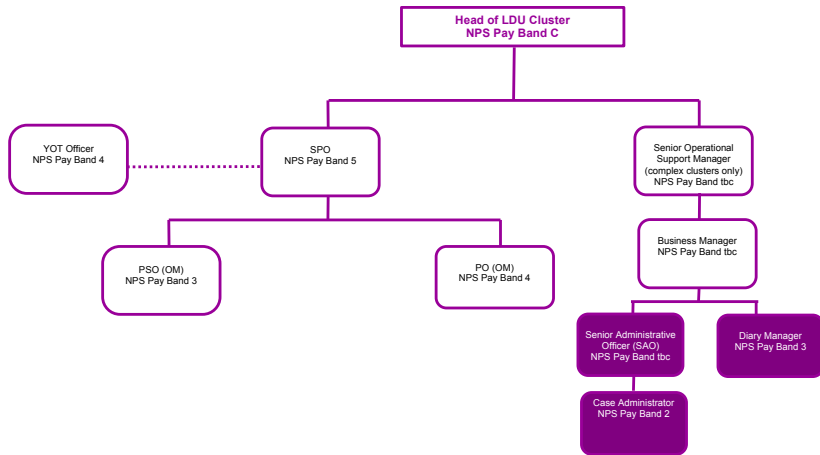 Head of LDU Cluster
NPS Pay Band C
YOT Officer
NPS Pay Band 4
SPO
NPS Pay Band 5
Senior Operational
Support Manager
(complex clusters only)
NPS Pay Band tbc
Business Manager
NPS Pay Band tbc
PSO (OM)
NPS Pay Band 3
PO (OM)
NPS Pay Band 4
Senior Administrative
Officer (SAO)
NPS Pay Band tbc
Diary Manager
NPS Pay Band 3
Case Administrator
NPS Pay Band 2